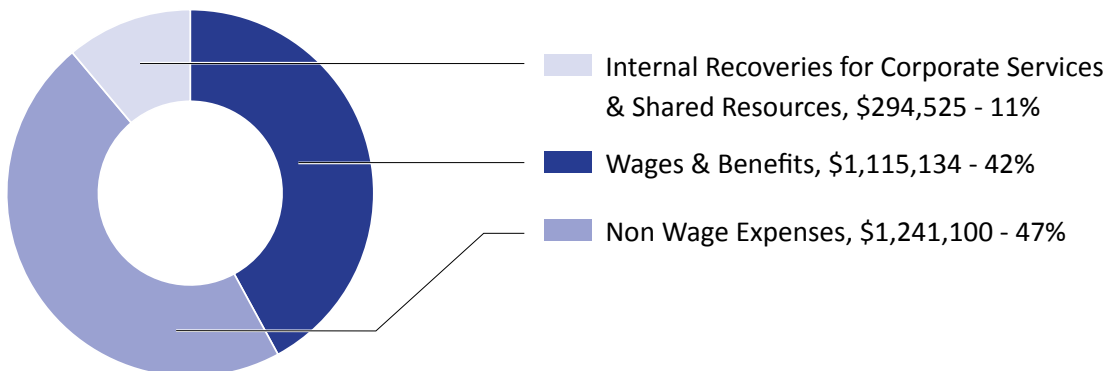 Internal Recoveries for Corporate Services
& Shared Resources, $294,525 - 11%
Wages & Benefits, $1,115,134 - 42%
Non Wage Expenses, $1,241,100 - 47%